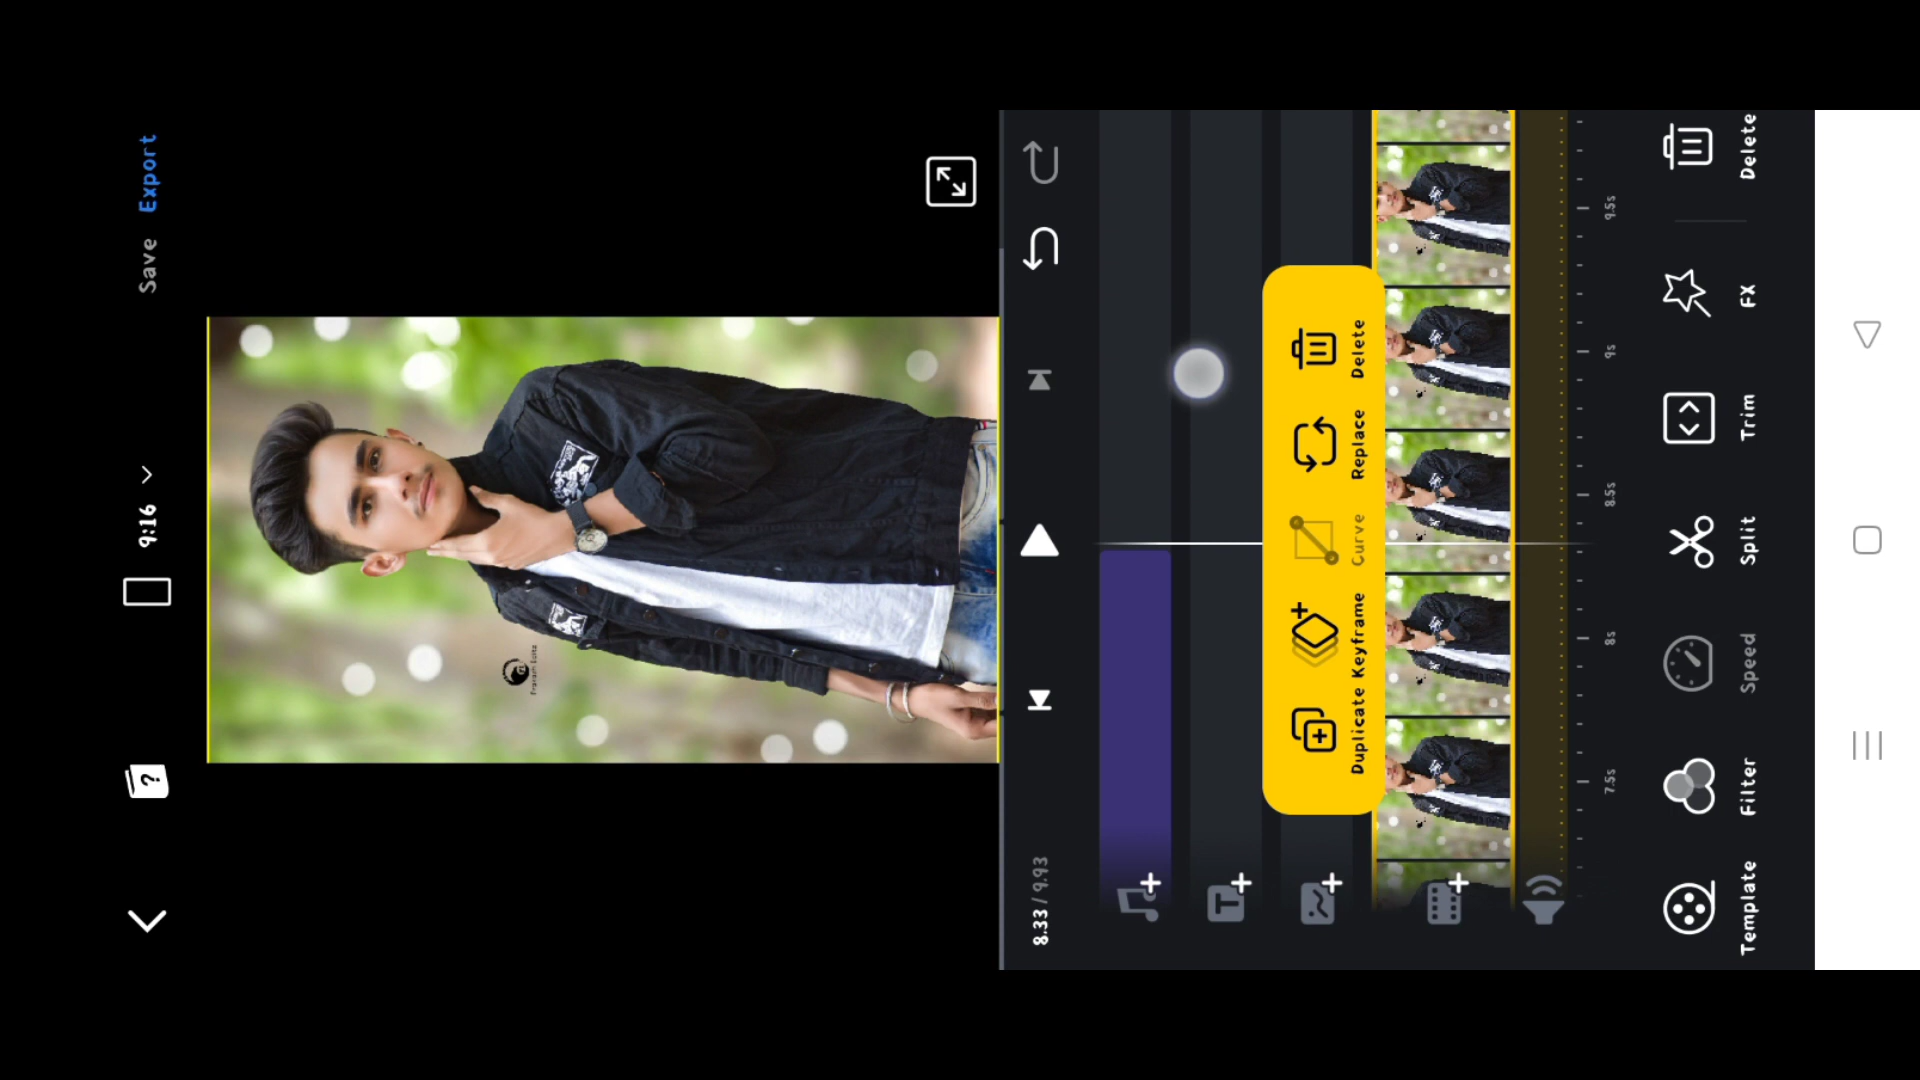 9:16
Save
Export
8.33 / 9.93
Duplicate
Keyframe
Curve
Replace
Delete
7.5s
8s
8.5s
9s
9.5s
Template
Filter
Speed
Split
Trim
FX
Delete